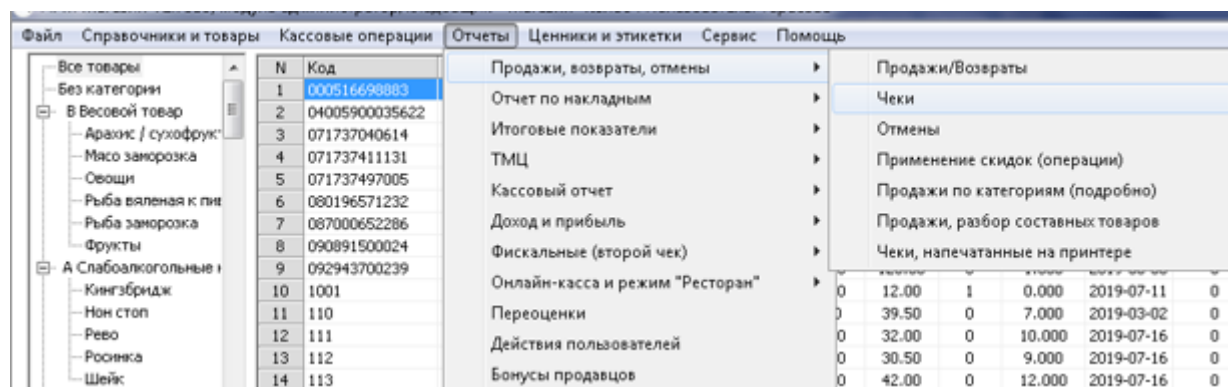 Файл Справочники и товары Кассовые операции Отчеты Ценники и этикетки Сервис Помощь
Все товары
Без категории
В Весовой товар
Арахис / сухофрук
Мясо заморозка
Овощи
Рыба вяленая к пив
Рыба заморозка
Фрукты
А Слабоалкогольные
Кингзбридж
Нон стоп
Рево
Росинка
Шейк
N Код
1 000516698883
2 04005900035622
3 071737040614
4 071737411131
5 071737497005
6 080196571232
7 087000652286
8 090891500024
9 092943700239
10 1001
11 110
12 111
13 112
14 113
Продажи, возвраты, отмены
Отчет по накладным
Итоговые показатели
ТМЦ
Кассовый отчет
Доход и прибыль
Фискальные (второй чек)
Онлайн-касса и режим "Ресторан"
Переоценки
Действия пользователей
Бонусы продавцов
Продажи/Возвраты
Чеки
Отмены
Применение скидок (операции)
Продажи по категориям (подробно)
Продажи, разбор составных товаров
Чеки, напечатанные на принтере
12.00 1 0.000 2019-07-11 0
39.50 0 7.000 2019-03-02 0
32.00 0 10.000 2019-07-16 0
30.50 0 9.000 2019-07-16 0
42.00 0 12.000 2019-07-16 0